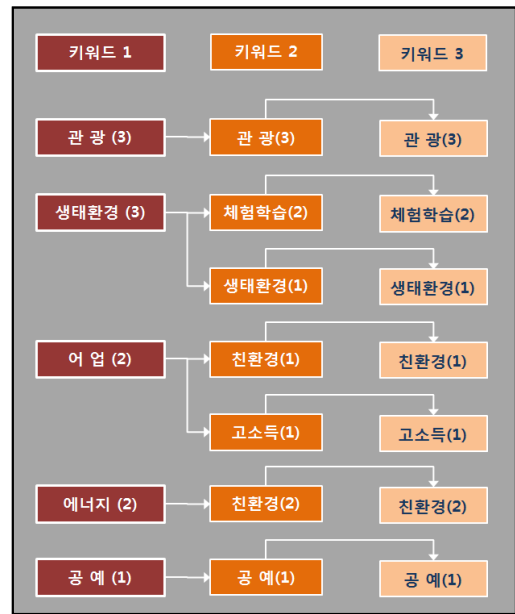 키워드 1 키워드 2 키워드 3
관 광 (3) 관 광(3) 관 광(3)
생태환경 (3) 체험학습(2) 체험학습(2)
생태환경(1) 생태환경(1)
어 업 (2) 친환경(1) 친환경(1)
고소득(1) 고소득(1)
에너지 (2) 친환경(2) 친환경(2)
공 예 (1) 공 예(1) 공 예(1)